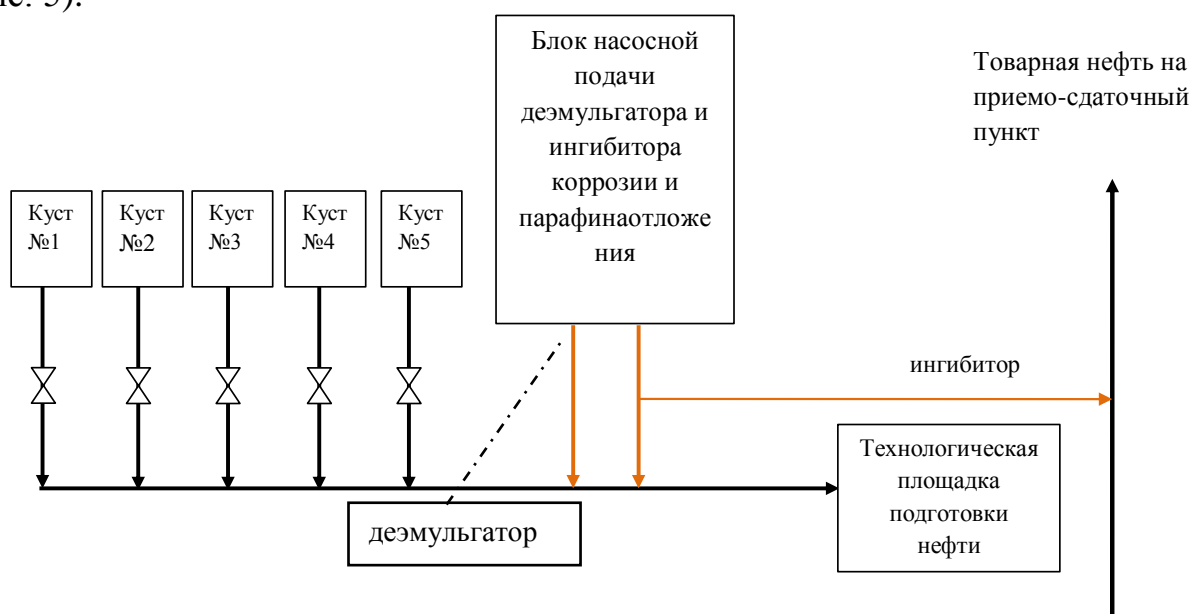 с. 5).
Блок насосной
подачи
деэмульгатора и
ингибитора
коррозии и
парафинаотложе
ния
Товарная нефть на
приемо-сдаточный
пункт
Куст
№1
Куст
№2
Куст
№3
Куст
№4
Куст
№5
ингибитор
Технологическая
площадка
подготовки
нефти
деэмульгатор